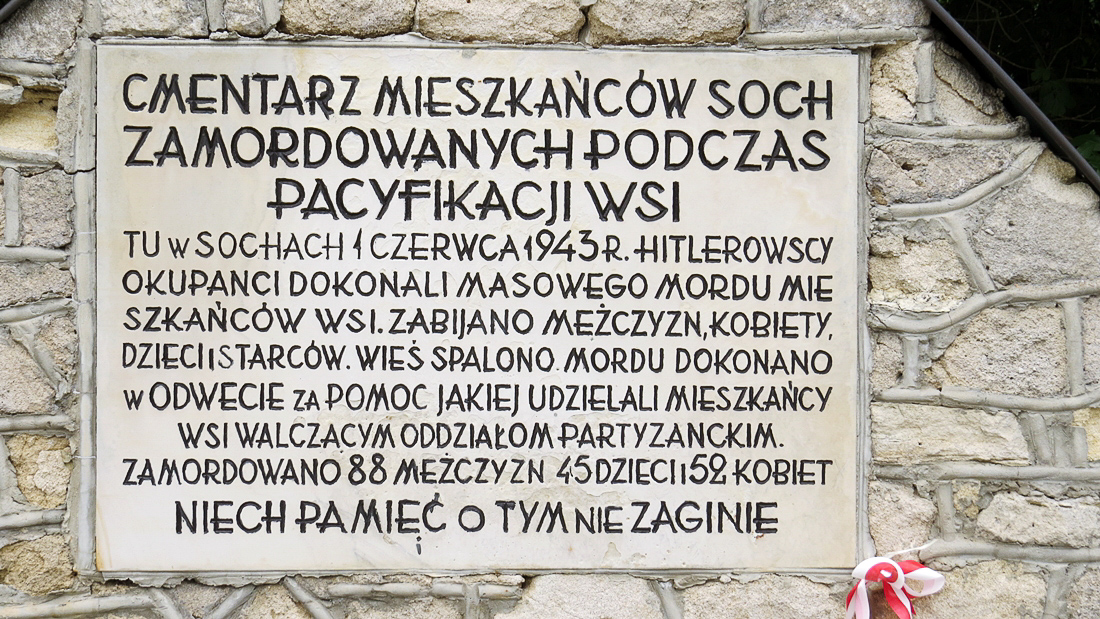 CMENTARZ MIESZKAŃCÓW SOCH
ZAMORDOWANYCH PODCZAS
PACYFIKACJI WSI
TU W SOCHACH 1 CZERWCA 1943 R. HITLEROWSCY
OKUPANCI DOKONALI MASOWEGO MORDU MIE
SZKAŃCÓW WSI. ZABIJANO MĘŻCZYZN, KOBIETY,
DZIECI I STARCÓW. WIEŚ SPALONO. MORDU DOKONANO
W ODWECIE ZA POMOC JAKIEJ UDZIELALI MIESZKAŃCY
WSI WALCZĄCYM ODDZIAŁOM PARTYZANCKIM.
ZAMORDOWANO 88 MĘŻCZYZN 45 DZIECI I 52 KOBIET
NIECH PAMIĘĆ O TYM NIE ZAGINIE